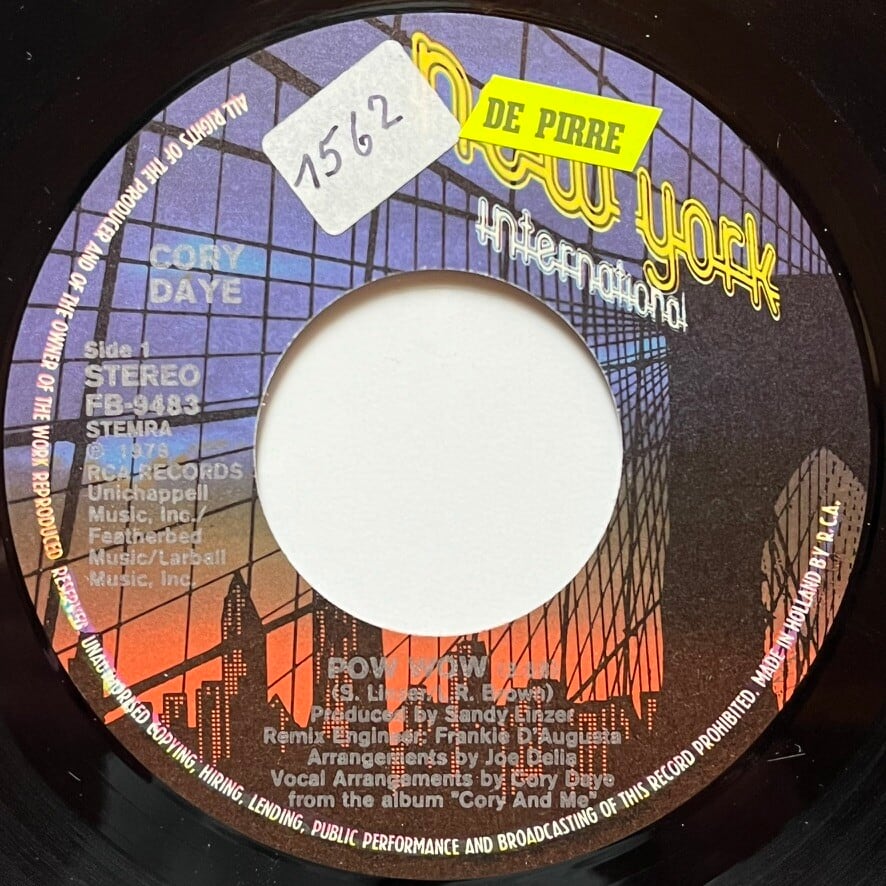 1562
DE PIRRE
new york
International
CORY
DAYE
Side 1
STEREO
FB-9483
STEMRA
RCA RECORDS
Unichappell
Music, Inc./
Featherbed
Music/Larball
Music, Inc.
POW WOW
(S. Linzer, L.R. Brown)
Produced by Sandy Linzer
Remix Engineer: Frankie D'Augusta
Arrangements by Joe Delia
Vocal Arrangements by Cory Daye
from the album "Cory And Me"
ALL RIGHTS OF THE PRODUCER AND OF THE OWNER OF THE WORK REPRODUCED RESERVED. UNAUTHORISED COPYING, HIRING, LENDING, PUBLIC PERFORMANCE AND BROADCASTING OF THIS RECORD PROHIBITED. MADE IN HOLLAND BY R.C.A.